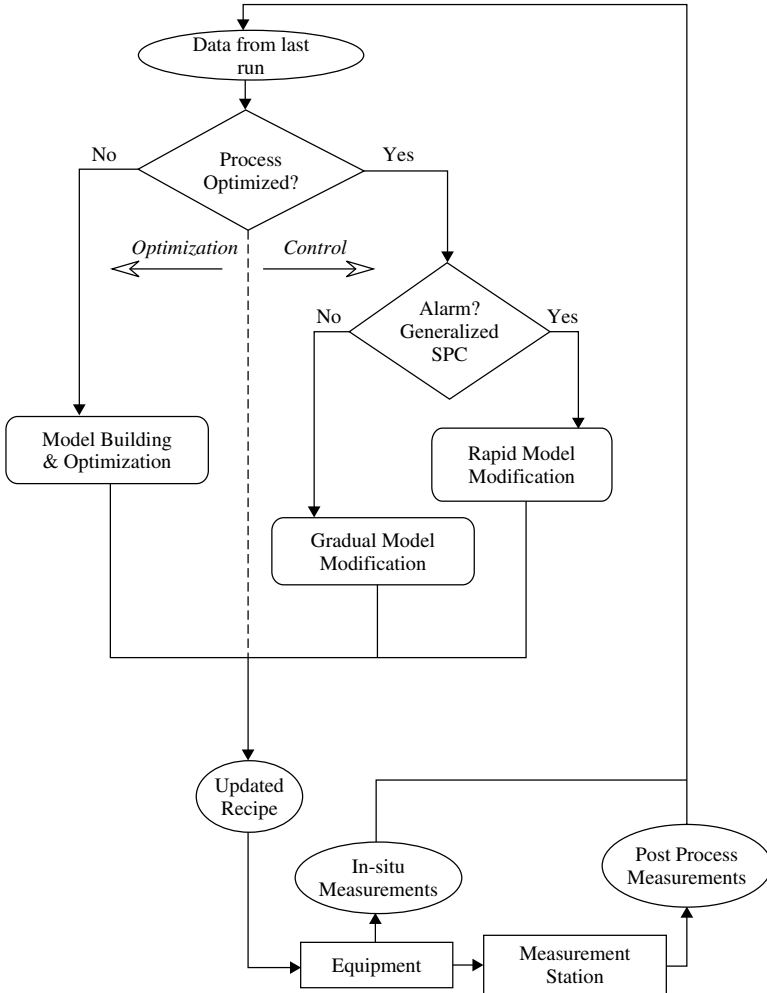 Data from last
run
No
Process
Optimized?
Yes
Optimization
Control
No
Alarm?
Generalized
SPC
Yes
Model Building
& Optimization
Rapid Model
Modification
Gradual Model
Modification
Updated
Recipe
In-situ
Measurements
Post Process
Measurements
Equipment
Measurement
Station